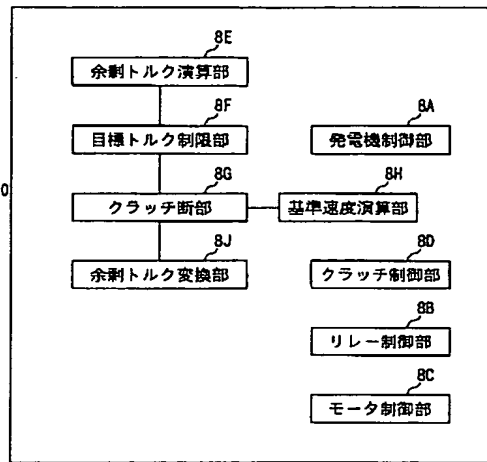 8E
余剰トルク演算部
8F
目標トルク制限部
8A
発電機制御部
8G
クラッチ断部
8H
基準速度演算部
8J
余剰トルク変換部
8D
クラッチ制御部
8B
リレー制御部
8C
モータ制御部